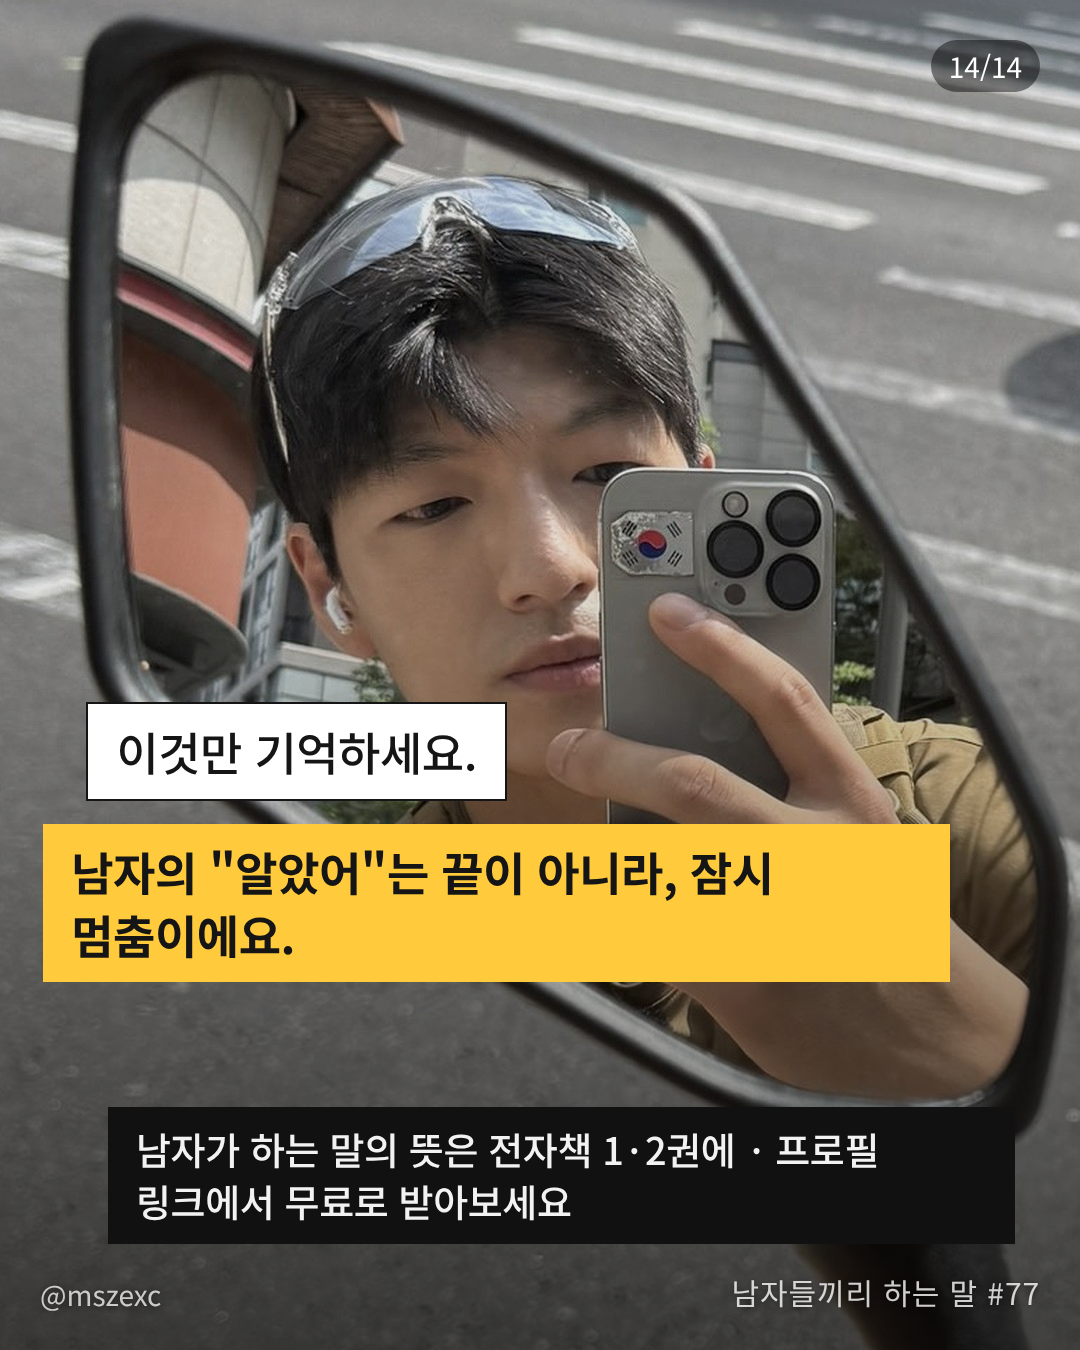 14/14
이것만 기억하세요.
남자의 "알았어"는 끝이 아니라, 잠시
멈춤이에요.
남자가 하는 말의 뜻은 전자책 1·2권에 · 프로필
링크에서 무료로 받아보세요
@mszexc
남자들끼리 하는 말 #77